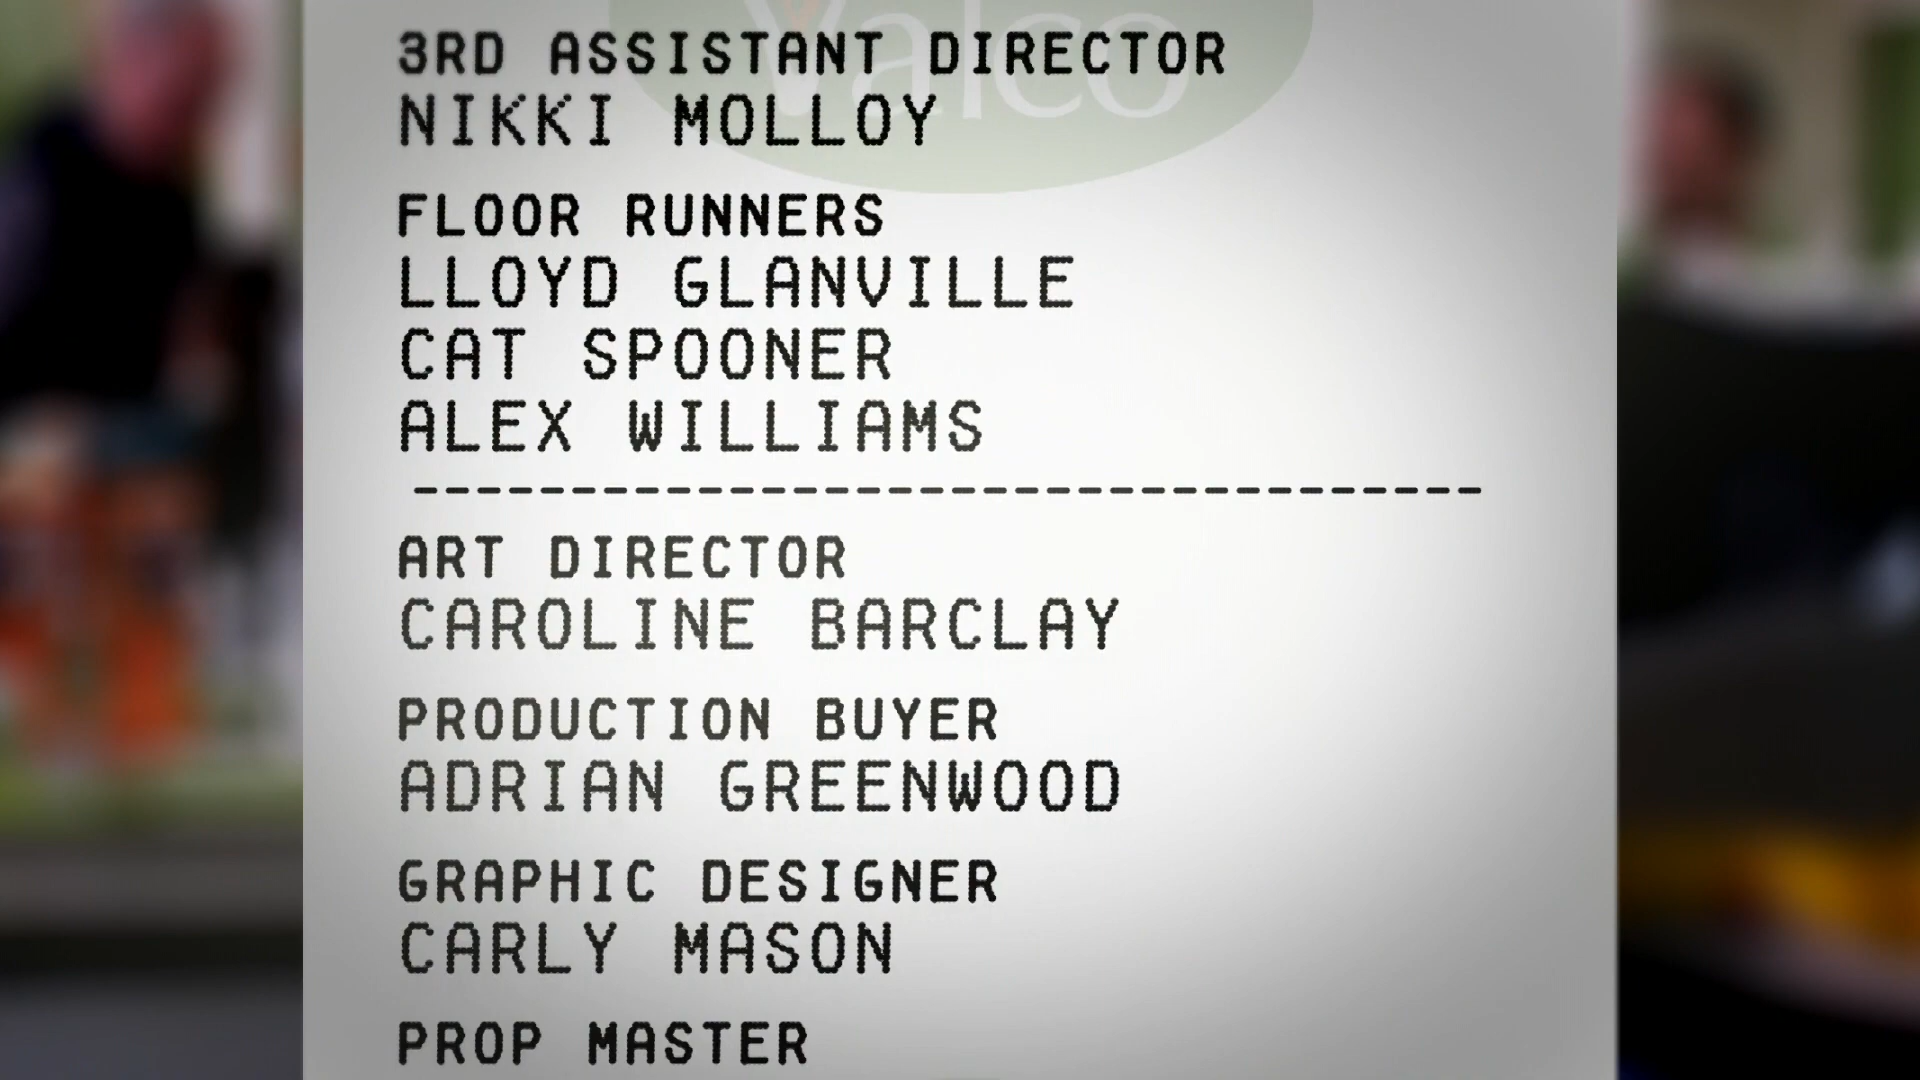 Valco
3RD ASSISTANT DIRECTOR
NIKKI MOLLOY
FLOOR RUNNERS
LLOYD GLANVILLE
CAT SPOONER
ALEX WILLIAMS
----------------------------------
ART DIRECTOR
CAROLINE BARCLAY
PRODUCTION BUYER
ADRIAN GREENWOOD
GRAPHIC DESIGNER
CARLY MASON
PROP MASTER